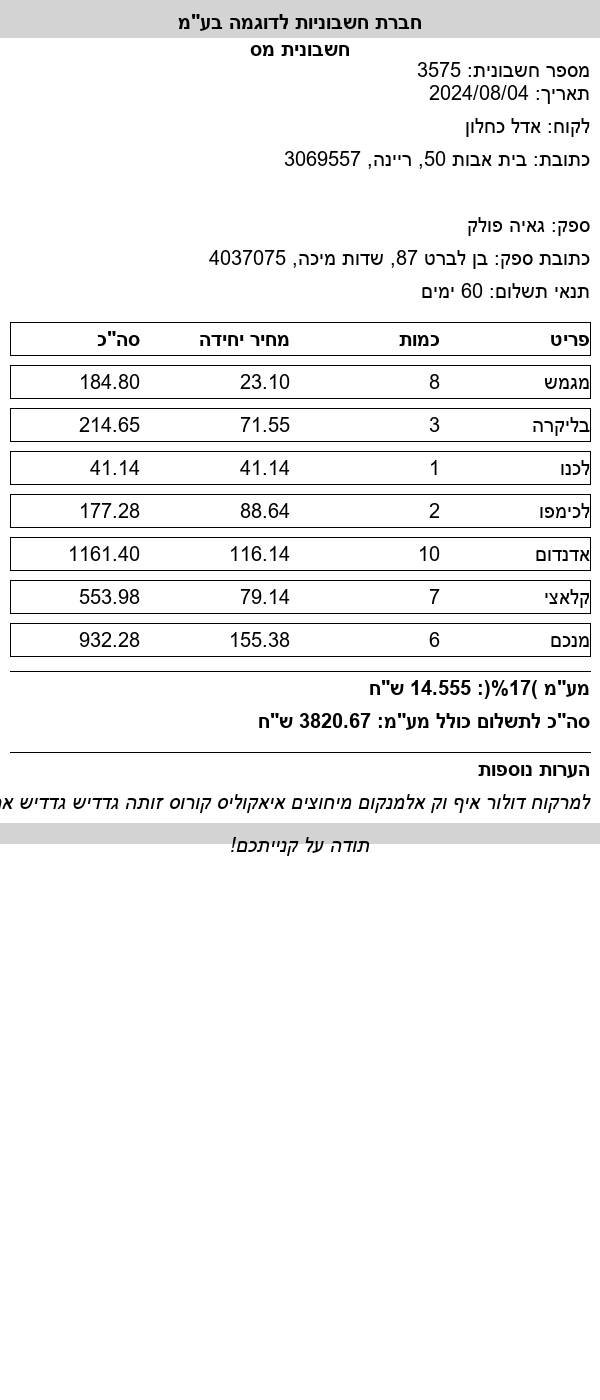 חברת חשבוניות לדוגמה בע"מ
חשבונית מס
מספר חשבונית: 3575
תאריך: 2024/08/04
לקוח: אדל כחלון
כתובת: בית אבות 50, ריינה, 3069557
ספק: גאיה פולק
כתובת ספק: בן לברט 87, שדות מיכה, 4037075
תנאי תשלום: 60 ימים
פריט כמות מחיר יחידה סה"כ
מגמש 8 23.10 184.80
בליקרה 3 71.55 214.65
לכנו 1 41.14 41.14
לכימפו 2 88.64 177.28
אדנדום 10 116.14 1161.40
קלאצי 7 79.14 553.98
מנכם 6 155.38 932.28
מע"מ )17%(: 14.555 ש"ח
סה"כ לתשלום כולל מע"מ: 3820.67 ש"ח
הערות נוספות
למרקוח דולור איף וק אלמנקום מיחוצים איאקוליס קורוס זותה גדדיש גדדיש
תודה על קנייתכם!